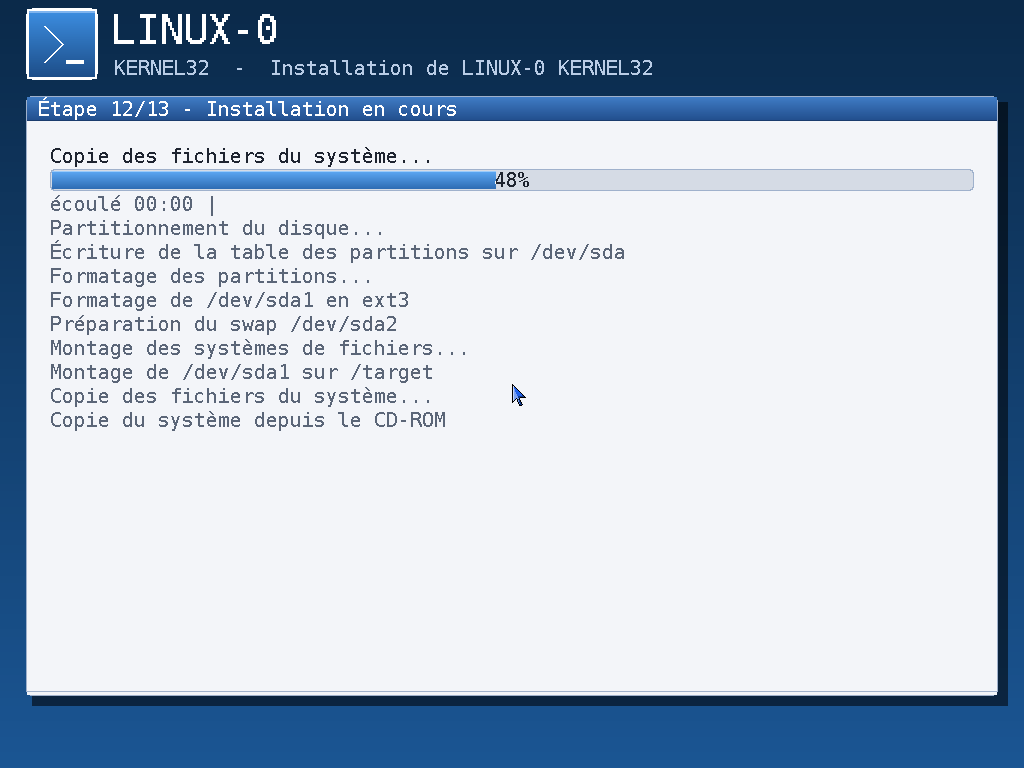 LINUX-0
KERNEL32 - Installation de LINUX-0 KERNEL32
Étape 12/13 - Installation en cours
Copie des fichiers du système...
48%
écoulé 00:00 |
Partitionnement du disque...
Écriture de la table des partitions sur /dev/sda
Formatage des partitions...
Formatage de /dev/sda1 en ext3
Préparation du swap /dev/sda2
Montage des systèmes de fichiers...
Montage de /dev/sda1 sur /target
Copie des fichiers du système...
Copie du système depuis le CD-ROM